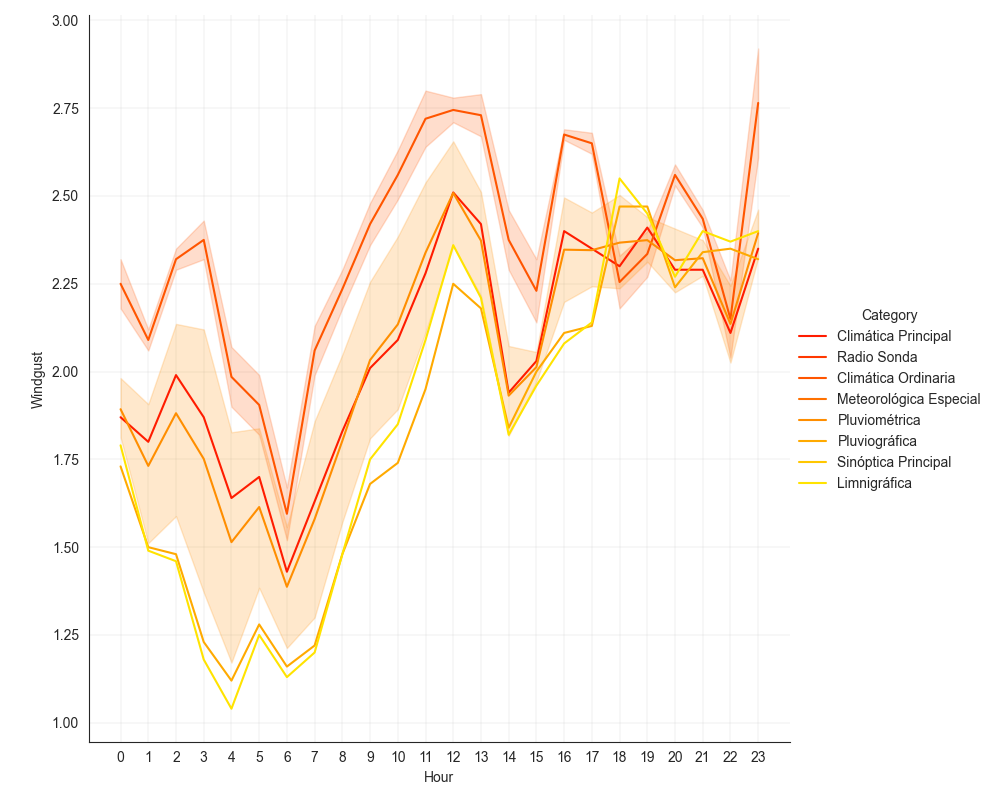 3.00
2.75
2.50
2.25
2.00
1.75
1.50
1.25
1.00
Windgust
0 1 2 3 4 5 6 7 8 9 10 11 12 13 14 15 16 17 18 19 20 21 22 23
Hour
Category
Climática Principal
Radio Sonda
Climática Ordinaria
Meteorológica Especial
Pluviométrica
Pluviográfica
Sinóptica Principal
Limnigráfica